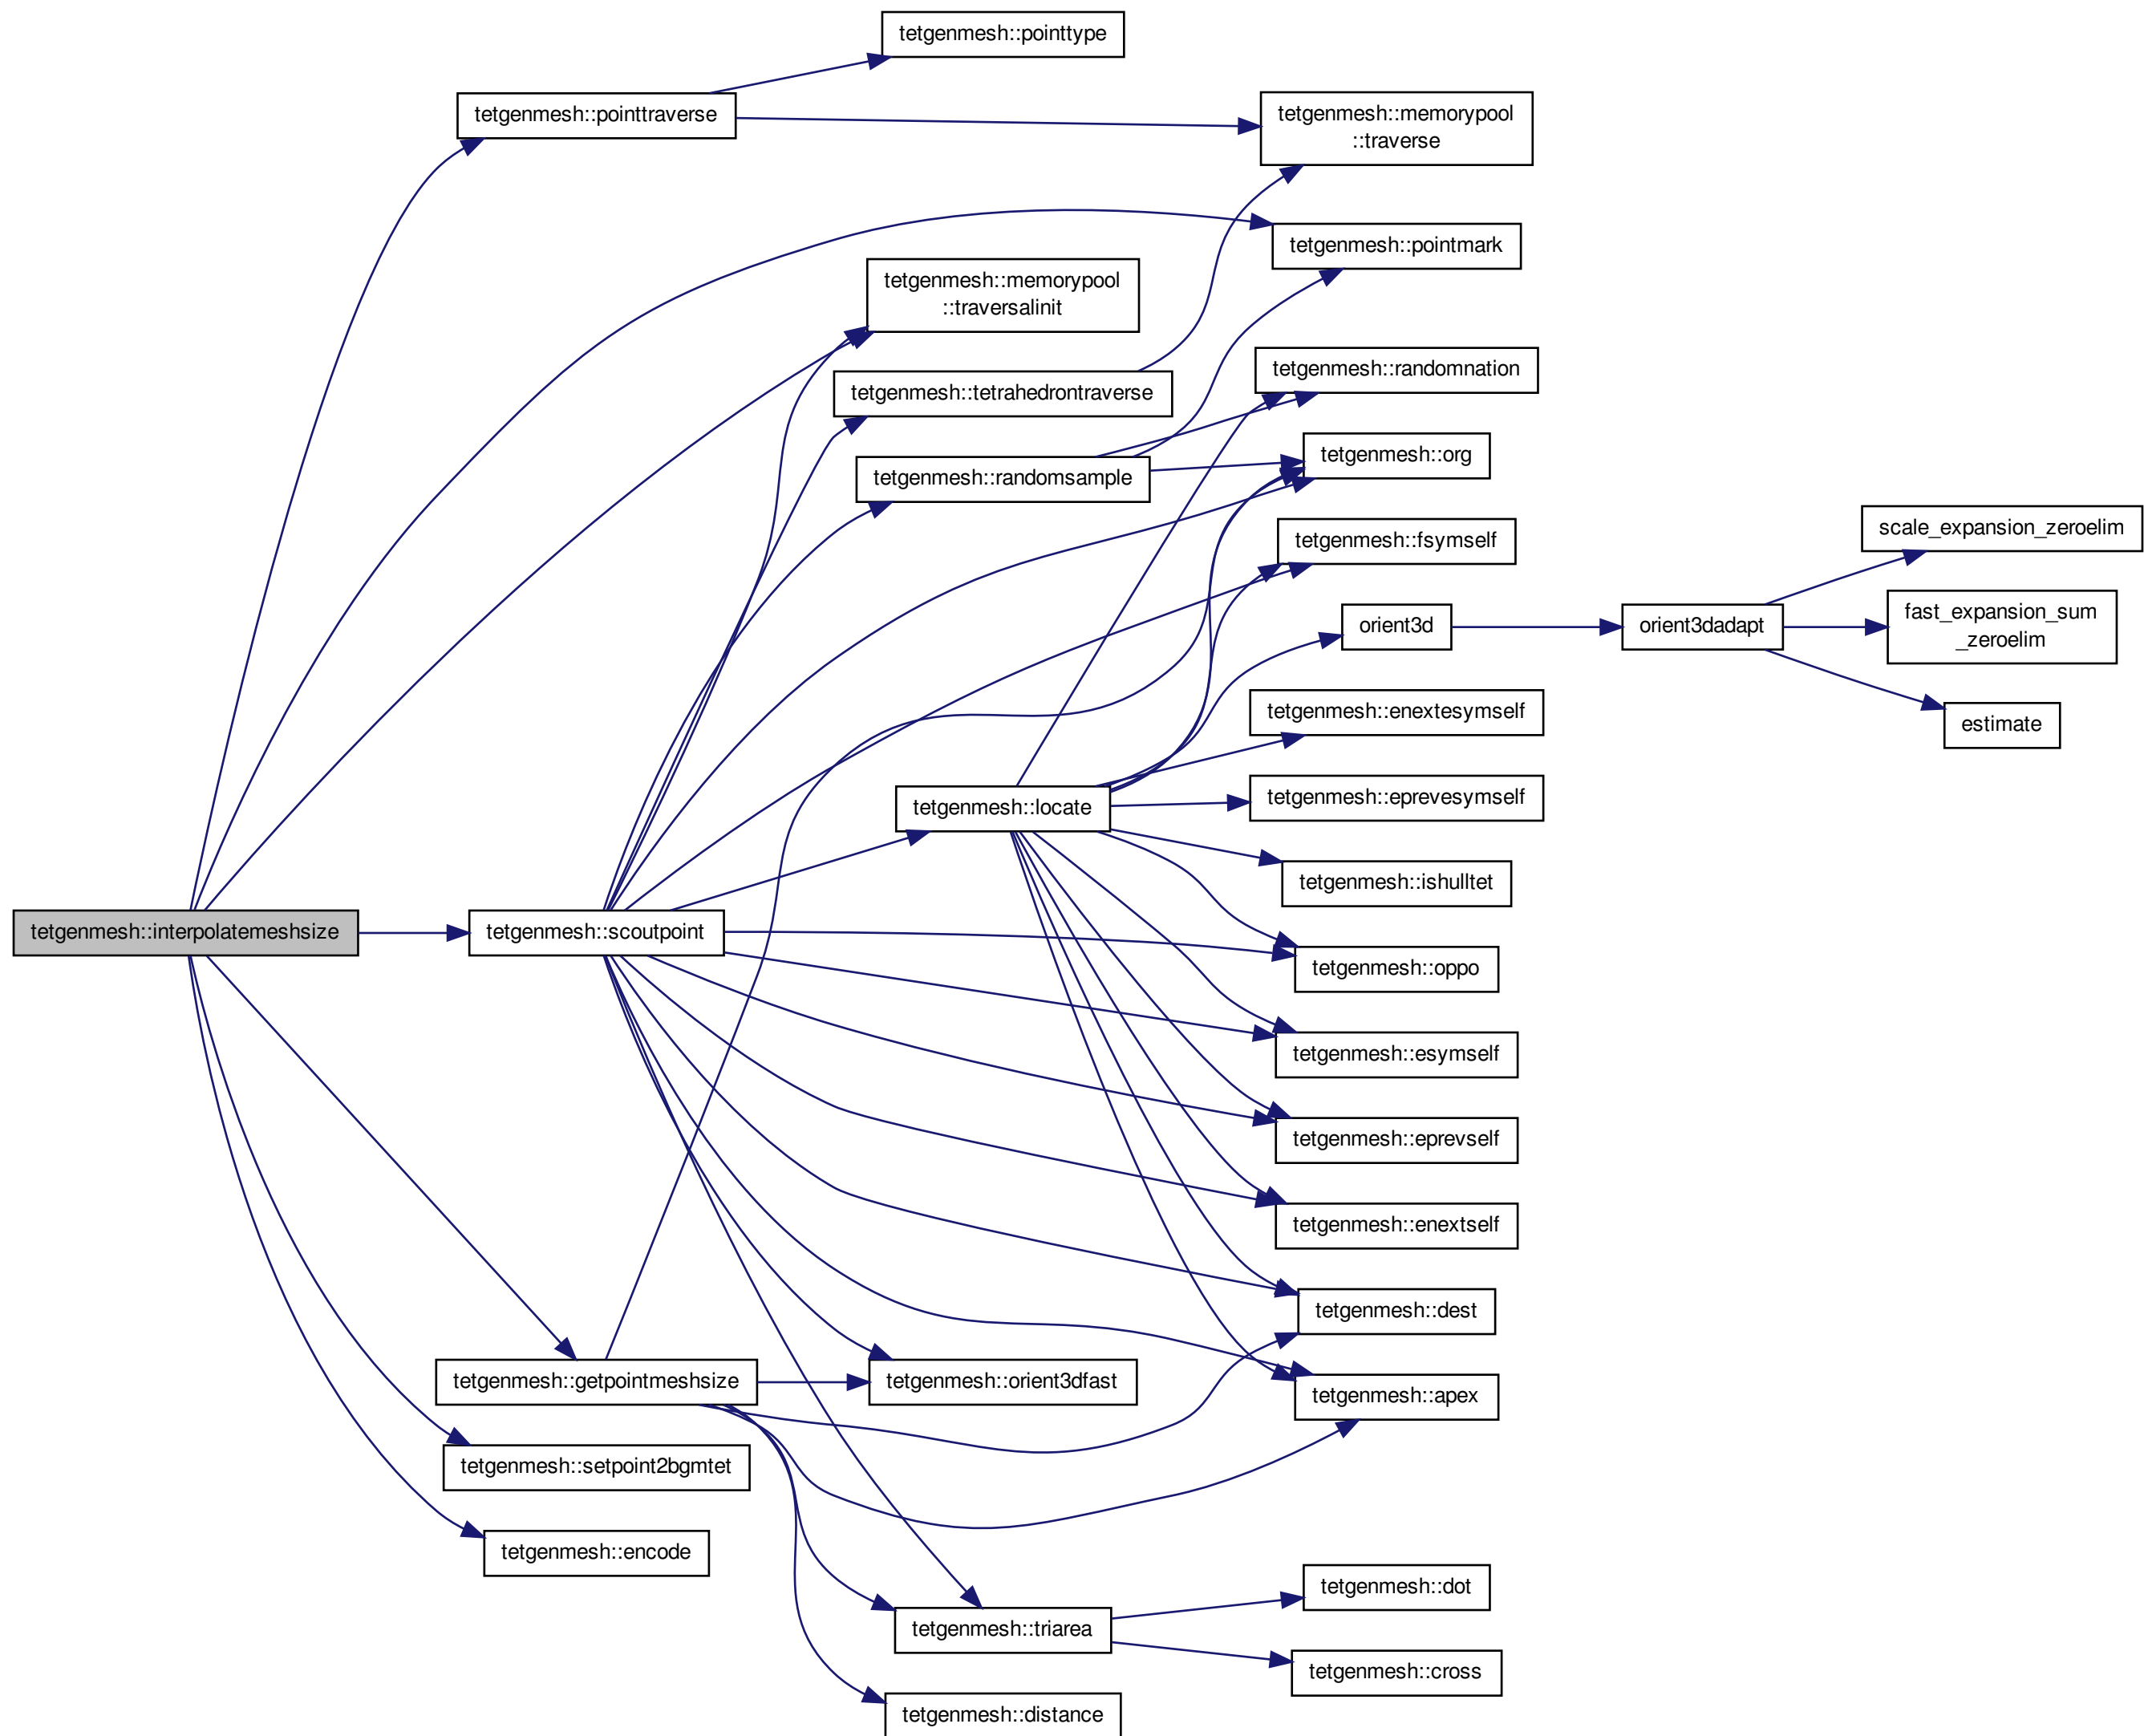 tetgenmesh::pointtype
tetgenmesh::pointtraverse
tetgenmesh::memorypool
::traverse
tetgenmesh::pointmark
tetgenmesh::memorypool
::traversalinit
tetgenmesh::randomnation
tetgenmesh::tetrahedrontraverse
tetgenmesh::org
tetgenmesh::randomsample
scale_expansion_zeroelim
tetgenmesh::fsymself
fast_expansion_sum
_zeroelim
orient3d
orient3dadapt
tetgenmesh::enextesymself
estimate
tetgenmesh::eprevesymself
tetgenmesh::locate
tetgenmesh::ishulltet
tetgenmesh::interpolatemeshsize
tetgenmesh::scoutpoint
tetgenmesh::oppo
tetgenmesh::esymself
tetgenmesh::eprevself
tetgenmesh::enextself
tetgenmesh::dest
tetgenmesh::getpointmeshsize
tetgenmesh::orient3dfast
tetgenmesh::apex
tetgenmesh::setpoint2bgmtet
tetgenmesh::encode
tetgenmesh::dot
tetgenmesh::triarea
tetgenmesh::cross
tetgenmesh::distance